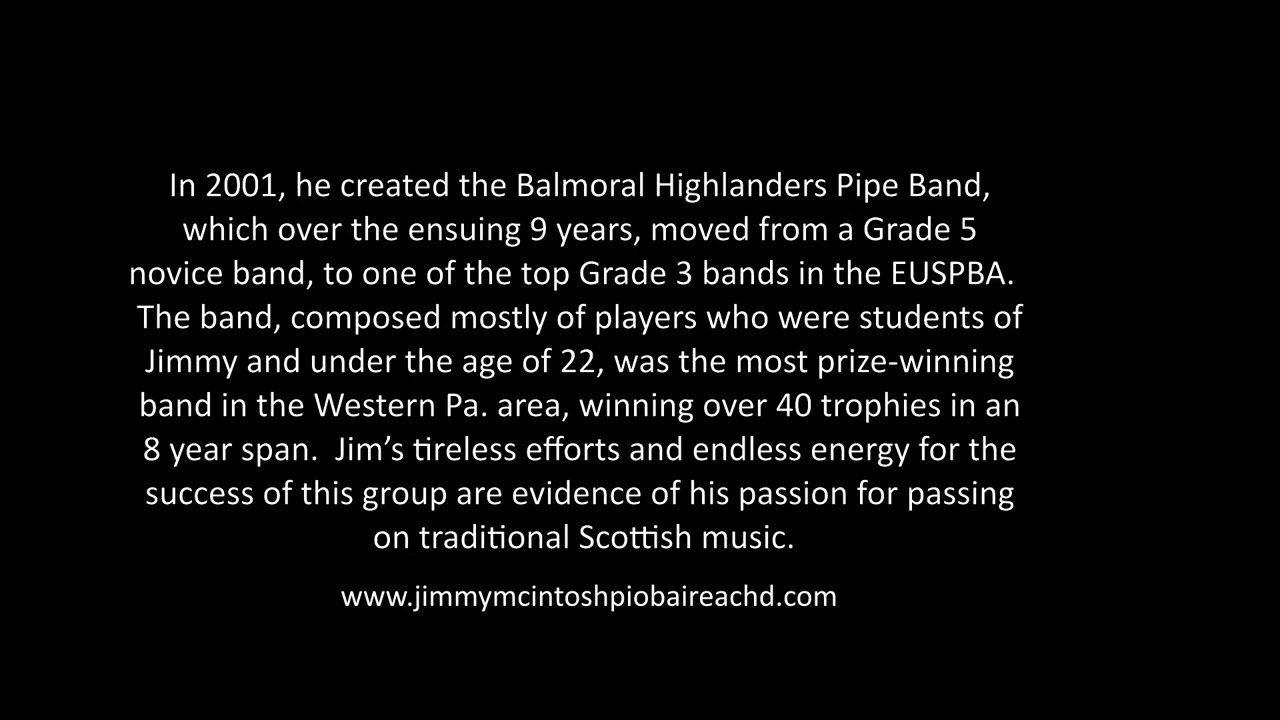 In 2001, he created the Balmoral Highlanders Pipe Band,
which over the ensuing 9 years, moved from a Grade 5
novice band, to one of the top Grade 3 bands in the EUSPBA.
The band, composed mostly of players who were students of
Jimmy and under the age of 22, was the most prize-winning
band in the Western Pa. area, winning over 40 trophies in an
8 year span.  Jim’s tireless efforts and endless energy for the
success of this group are evidence of his passion for passing
on traditional Scottish music.
www.jimmymcintoshpiobaireachd.com